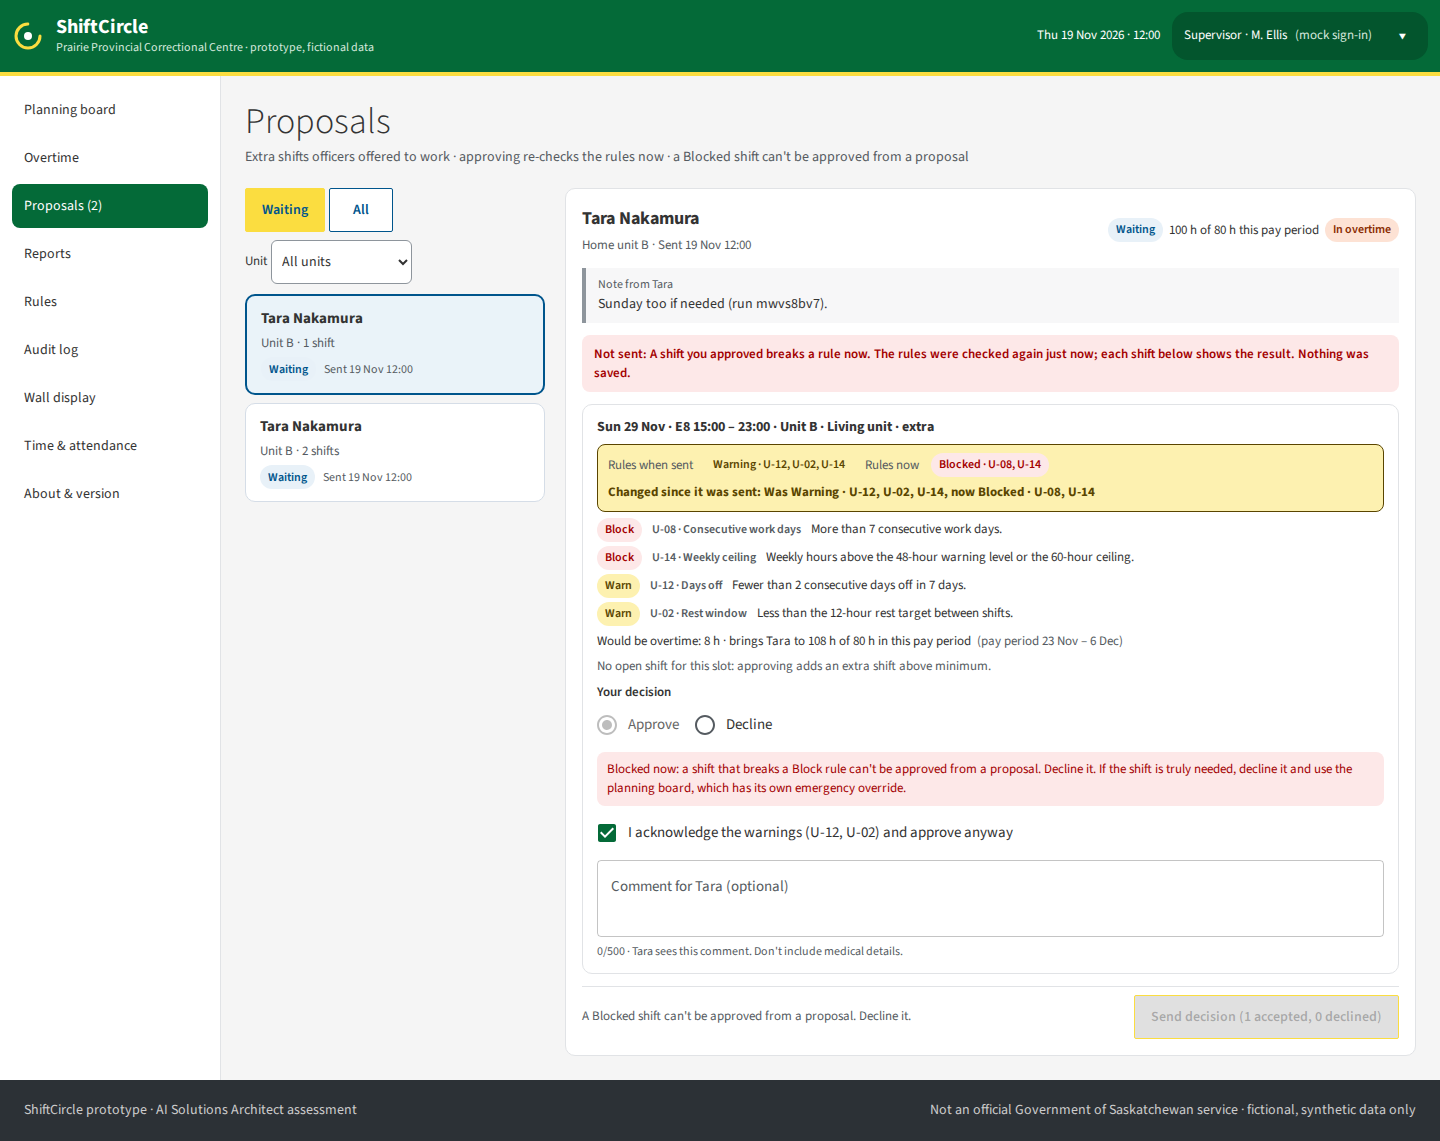 ShiftCircle
Prairie Provincial Correctional Centre · prototype, fictional data
Thu 19 Nov 2026 · 12:00
Supervisor · M. Ellis (mock sign-in)
Planning board
Overtime
Proposals (2)
Reports
Rules
Audit log
Wall display
Time & attendance
About & version
Proposals
Extra shifts officers offered to work · approving re-checks the rules now · a Blocked shift can't be approved from a proposal
Waiting
All
Unit All units
Tara Nakamura
Unit B · 1 shift
Waiting Sent 19 Nov 12:00
Tara Nakamura
Unit B · 2 shifts
Waiting Sent 19 Nov 12:00
Tara Nakamura
Home unit B · Sent 19 Nov 12:00
Waiting 100 h of 80 h this pay period In overtime
Note from Tara
Sunday too if needed (run mwvs8bv7).
Not sent: A shift you approved breaks a rule now. The rules were checked again just now; each shift below shows the result. Nothing was
saved.
Sun 29 Nov · E8 15:00 – 23:00 · Unit B · Living unit · extra
Rules when sent Warning · U-12, U-02, U-14 Rules now Blocked · U-08, U-14
Changed since it was sent: Was Warning · U-12, U-02, U-14, now Blocked · U-08, U-14
Block U-08 · Consecutive work days More than 7 consecutive work days.
Block U-14 · Weekly ceiling Weekly hours above the 48-hour warning level or the 60-hour ceiling.
Warn U-12 · Days off Fewer than 2 consecutive days off in 7 days.
Warn U-02 · Rest window Less than the 12-hour rest target between shifts.
Would be overtime: 8 h · brings Tara to 108 h of 80 h in this pay period (pay period 23 Nov – 6 Dec)
No open shift for this slot: approving adds an extra shift above minimum.
Your decision
Approve Decline
Blocked now: a shift that breaks a Block rule can't be approved from a proposal. Decline it. If the shift is truly needed, decline it and use the
planning board, which has its own emergency override.
I acknowledge the warnings (U-12, U-02) and approve anyway
Comment for Tara (optional)
0/500 · Tara sees this comment. Don't include medical details.
A Blocked shift can't be approved from a proposal. Decline it.
Send decision (1 accepted, 0 declined)
ShiftCircle prototype · AI Solutions Architect assessment
Not an official Government of Saskatchewan service · fictional, synthetic data only